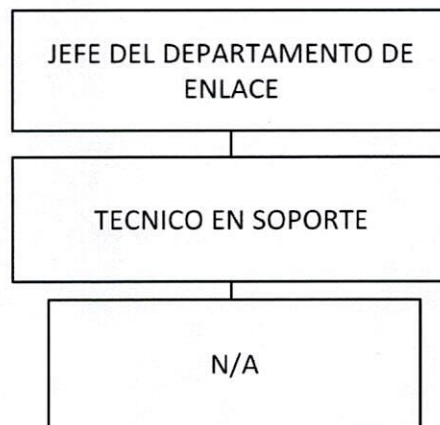 JEFE DEL DEPARTAMENTO DE
ENLACE
TECNICO EN SOPORTE
N/A